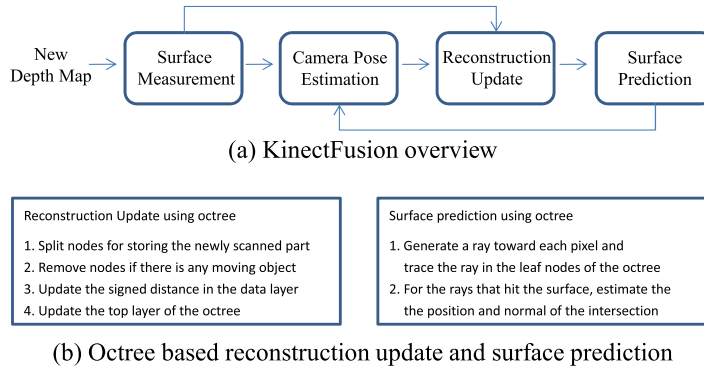 New
Depth Map
Surface
Measurement
Camera Pose
Estimation
Reconstruction
Update
Surface
Prediction
(a) KinectFusion overview
Reconstruction Update using octree
1. Split nodes for storing the newly scanned part
2. Remove nodes if there is any moving object
3. Update the signed distance in the data layer
4. Update the top layer of the octree
Surface prediction using octree
1. Generate a ray toward each pixel and
trace the ray in the leaf nodes of the octree
2. For the rays that hit the surface, estimate the
the position and normal of the intersection
(b) Octree based reconstruction update and surface prediction